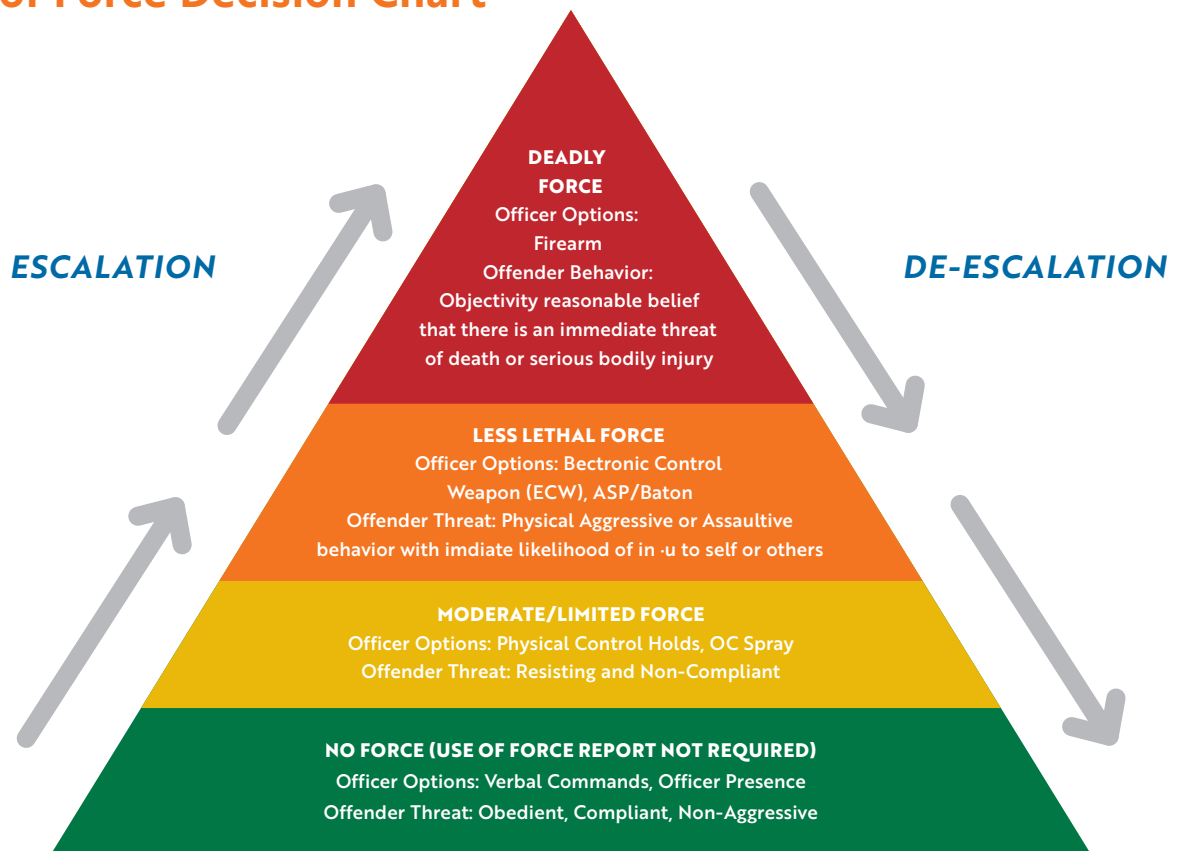 of Force Decision Chart
DEADLY
FORCE
Officer Options:
Firearm
Offender Behavior:
Objectivity reasonable belief
that there is an immediate threat
of death or serious bodily injury
ESCALATION
DE-ESCALATION
LESS LETHAL FORCE
Officer Options: Bectronic Control
Weapon (ECW), ASP/Baton
Offender Threat: Physical Aggressive or Assaultive
behavior with imdiate likelihood of in ·u to self or others
MODERATE/LIMITED FORCE
Officer Options: Physical Control Holds, OC Spray
Offender Threat: Resisting and Non-Compliant
NO FORCE (USE OF FORCE REPORT NOT REQUIRED)
Officer Options: Verbal Commands, Officer Presence
Offender Threat: Obedient, Compliant, Non-Aggressive